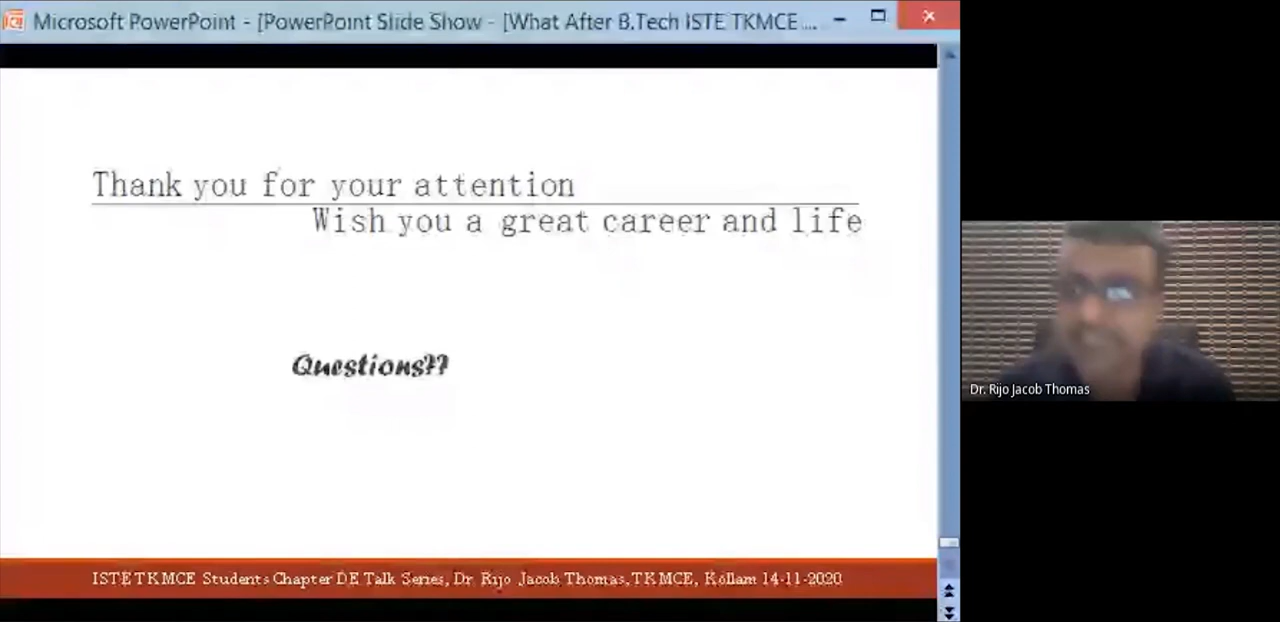 Microsoft PowerPoint - [PowerPoint Slide Show - [What After B.Tech ISTE TKMCE ...
Thank you for your attention
Wish you a great career and life
Questions??
ISTE TKMCE Students Chapter DE Talk Series, Dr. Rijo Jacob Thomas, TKMCE, Kollam 14-11-2020
Dr. Rijo Jacob Thomas